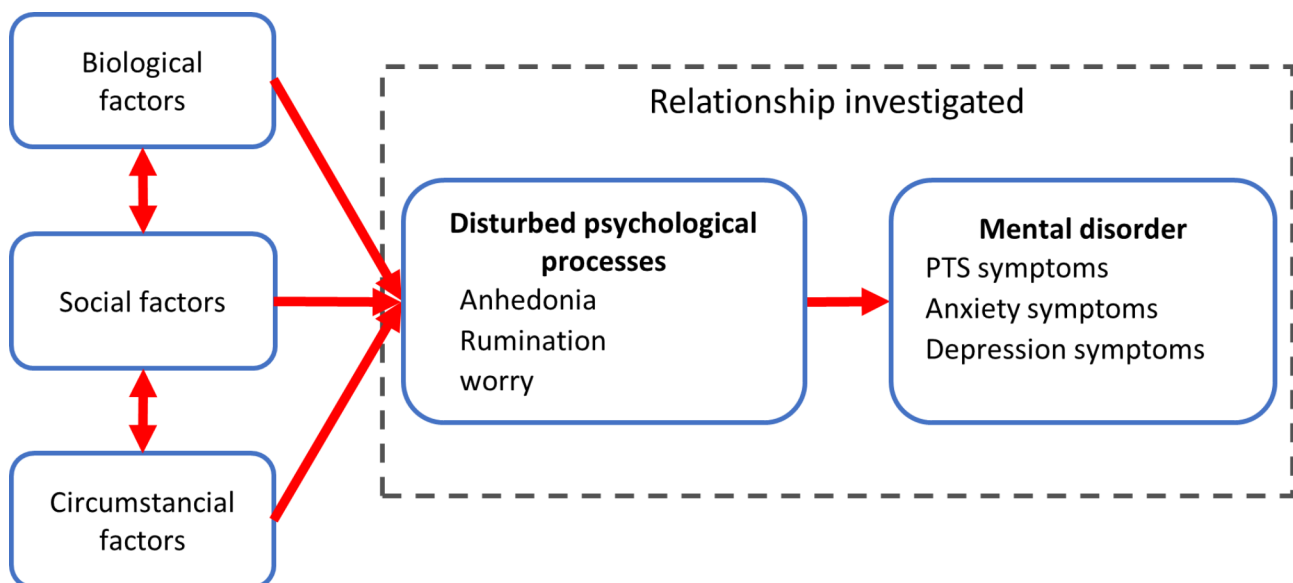 Biological
factors
Social factors
Circumstancial
factors
Relationship investigated
Disturbed psychological
processes
Anhedonia
Rumination
worry
Mental disorder
PTS symptoms
Anxiety symptoms
Depression symptoms